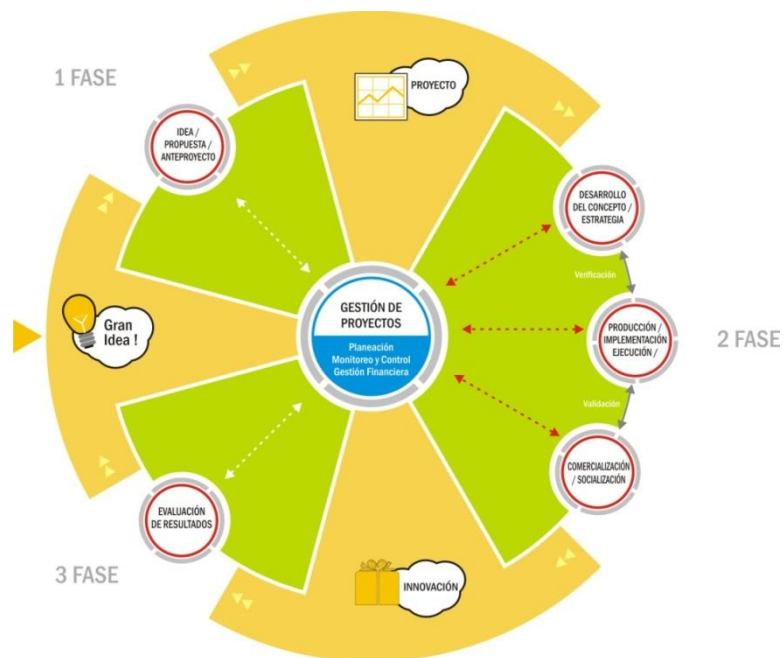 1 FASE
PROYECTO
IDEA /
PROPUESTA /
ANTEPROYECTO
DESARROLLO
DEL CONCEPTO /
ESTRATEGIA
Verificación
Gran
Idea !
GESTIÓN DE
PROYECTOS
Planeación
Monitoreo y Control
Gestión Financiera
PRODUCCIÓN /
IMPLEMENTACIÓN
EJECUCIÓN /
2 FASE
Validación
COMERCIALIZACIÓN
/ SOCIALIZACIÓN
EVALUACIÓN
DE RESULTADOS
3 FASE
INNOVACIÓN